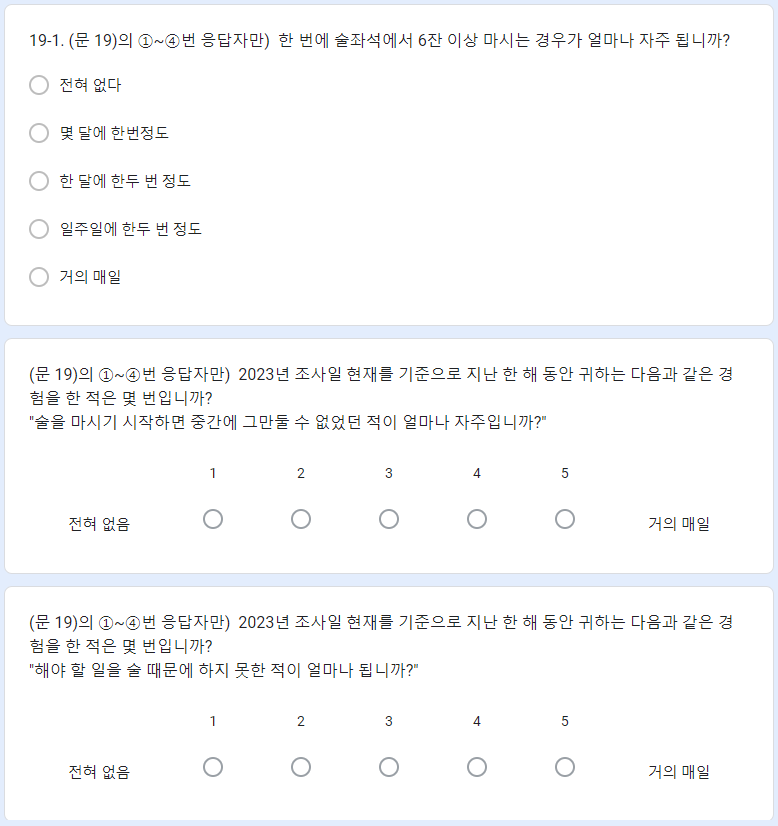 19-1. (문 19)의 ①~④번 응답자만) 한 번에 술좌석에서 6잔 이상 마시는 경우가 얼마나 자주 됩니까?
전혀 없다
몇 달에 한번정도
한 달에 한두 번 정도
일주일에 한두 번 정도
거의 매일
(문 19)의 ①~④번 응답자만) 2023년 조사일 현재를 기준으로 지난 한 해 동안 귀하는 다음과 같은 경
험을 한 적은 몇 번입니까?
"술을 마시기 시작하면 중간에 그만둘 수 없었던 적이 얼마나 자주입니까?"
1 2 3 4 5
전혀 없음 거의 매일
(문 19)의 ①~④번 응답자만) 2023년 조사일 현재를 기준으로 지난 한 해 동안 귀하는 다음과 같은 경
험을 한 적은 몇 번입니까?
"해야 할 일을 술 때문에 하지 못한 적이 얼마나 됩니까?"
1 2 3 4 5
전혀 없음 거의 매일